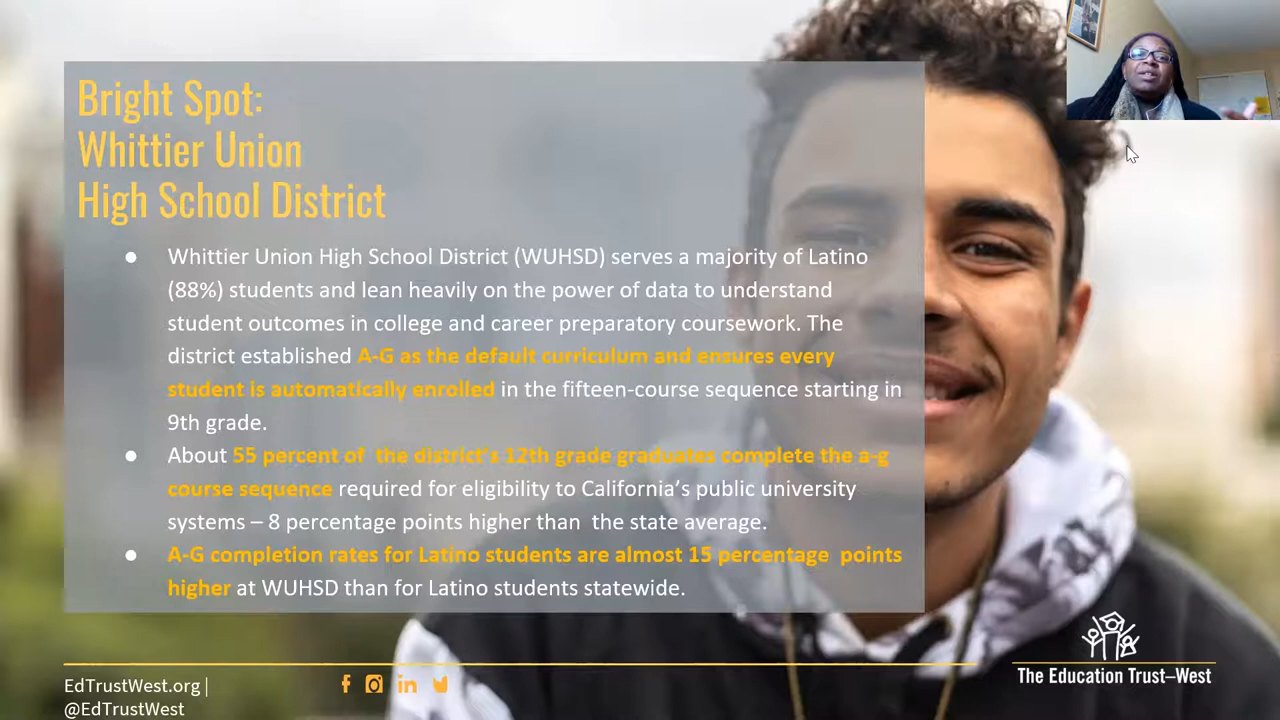 Bright Spot:
Whittier Union
High School District
● Whittier Union High School District (WUHSD) serves a majority of Latino
(88%) students and lean heavily on the power of data to understand
student outcomes in college and career preparatory coursework. The
district established A-G as the default curriculum and ensures every
student is automatically enrolled in the fifteen-course sequence starting in
9th grade.
● About 55 percent of  the district's 12th grade graduates complete the a-g
course sequence required for eligibility to California's public university
systems – 8 percentage points higher than  the state average.
● A-G completion rates for Latino students are almost 15 percentage  points
higher at WUHSD than for Latino students statewide.
EdTrustWest.org |
@EdTrustWest
The Education Trust–West